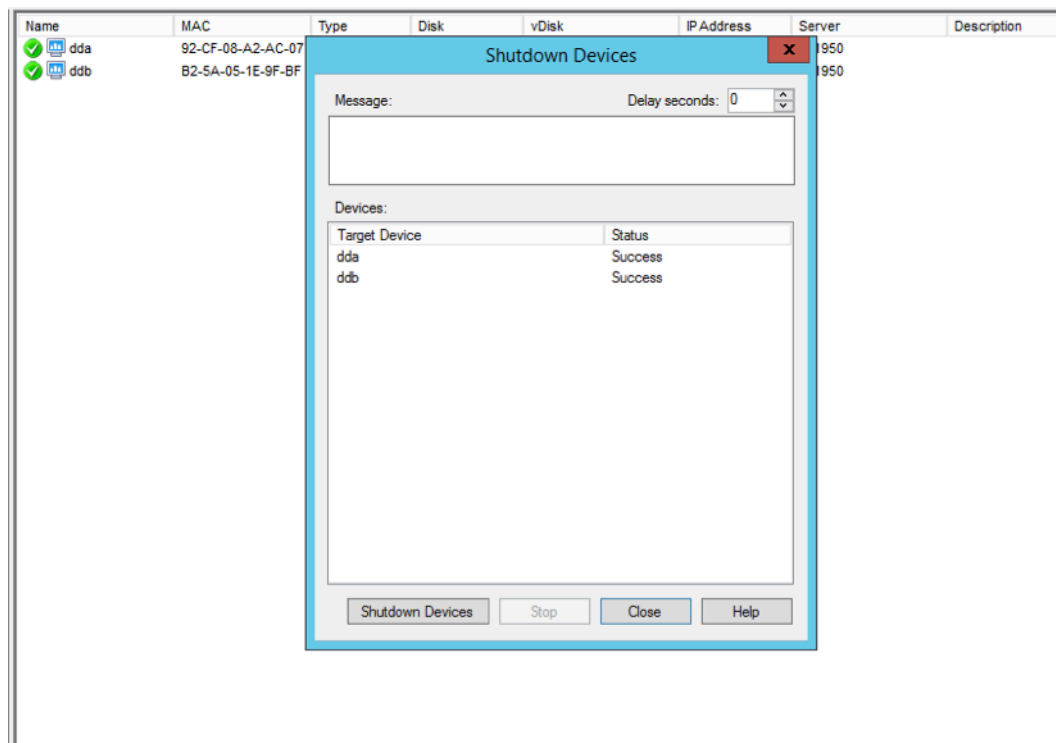 Name MAC Type Disk vDisk IP Address Server Description
dda 92-CF-08-A2-AC-07 1950
ddb B2-5A-05-1E-9F-BF 1950
Shutdown Devices
Message: Delay seconds: 0
Devices:
Target Device Status
dda Success
ddb Success
Shutdown Devices Stop Close Help